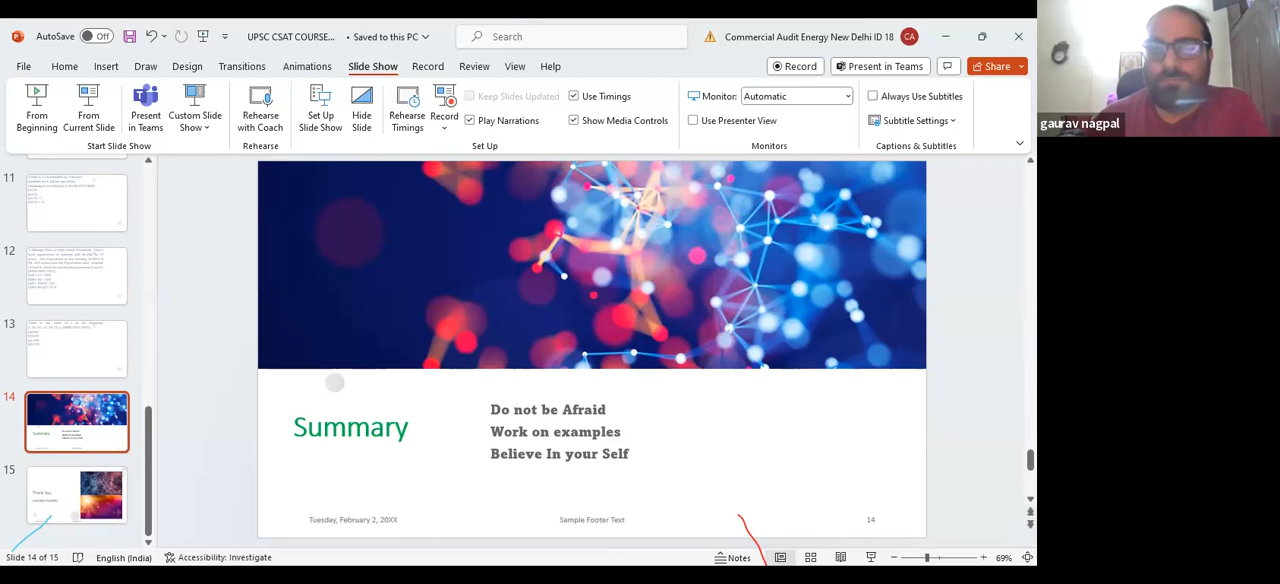 AutoSave Off UPSC CSAT COURSE... • Saved to this PC Search Commercial Audit Energy New Delhi ID 18 CA
File Home Insert Draw Design Transitions Animations Slide Show Record Review View Help Record Present in Teams Share
From Beginning
From Current Slide
Present in Teams
Custom Slide Show
Start Slide Show
Rehearse with Coach
Rehearse
Set Up Slide Show
Hide Slide
Rehearse Timings
Record
Keep Slides Updated
Play Narrations
Use Timings
Show Media Controls
Set Up
Monitor: Automatic
Use Presenter View
Monitors
Always Use Subtitles
Subtitle Settings
Captions & Subtitles
gaurav nagpal
11
12
13
14
Summary
15
Thank You
Summary
Do not be Afraid
Work on examples
Believe In your Self
Tuesday, February 2, 20XX Sample Footer Text 14
Slide 14 of 15 English (India) Accessibility: Investigate Notes 69%